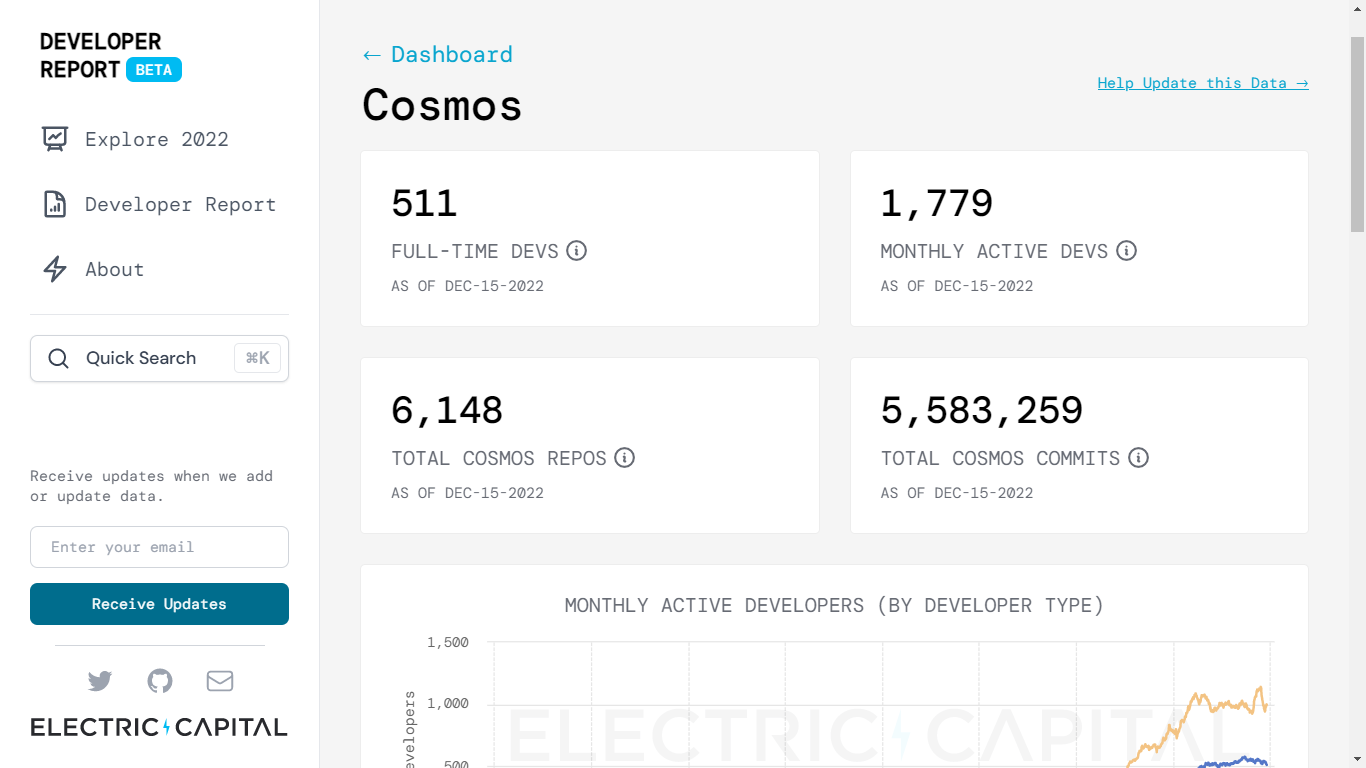 DEVELOPER
REPORT BETA
Explore 2022
Developer Report
About
Quick Search ⌘K
Receive updates when we add
or update data.
Enter your email
Receive Updates
ELECTRIC CAPITAL
← Dashboard
Help Update this Data →
Cosmos
511
FULL-TIME DEVS
AS OF DEC-15-2022
1,779
MONTHLY ACTIVE DEVS
AS OF DEC-15-2022
6,148
TOTAL COSMOS REPOS
AS OF DEC-15-2022
5,583,259
TOTAL COSMOS COMMITS
AS OF DEC-15-2022
MONTHLY ACTIVE DEVELOPERS (BY DEVELOPER TYPE)
1,500
1,000
500
evelopers
ELECTRIC CAPITAL